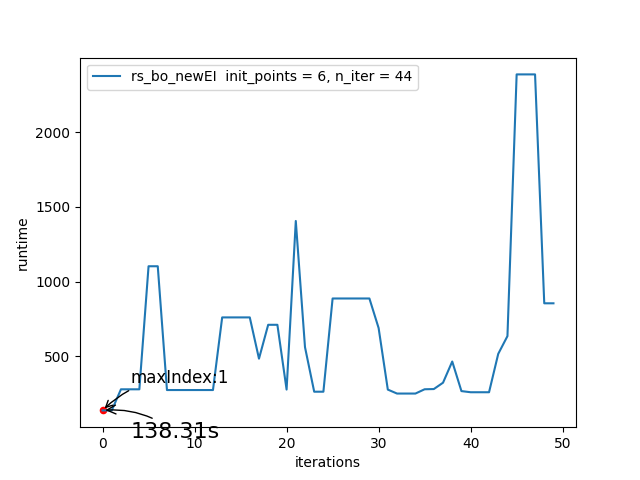 rs_bo_newEI  init_points = 6, n_iter = 44
2000
1500
1000
500
runtime
maxIndex:1
138.31s
0
10
20
30
40
50
iterations